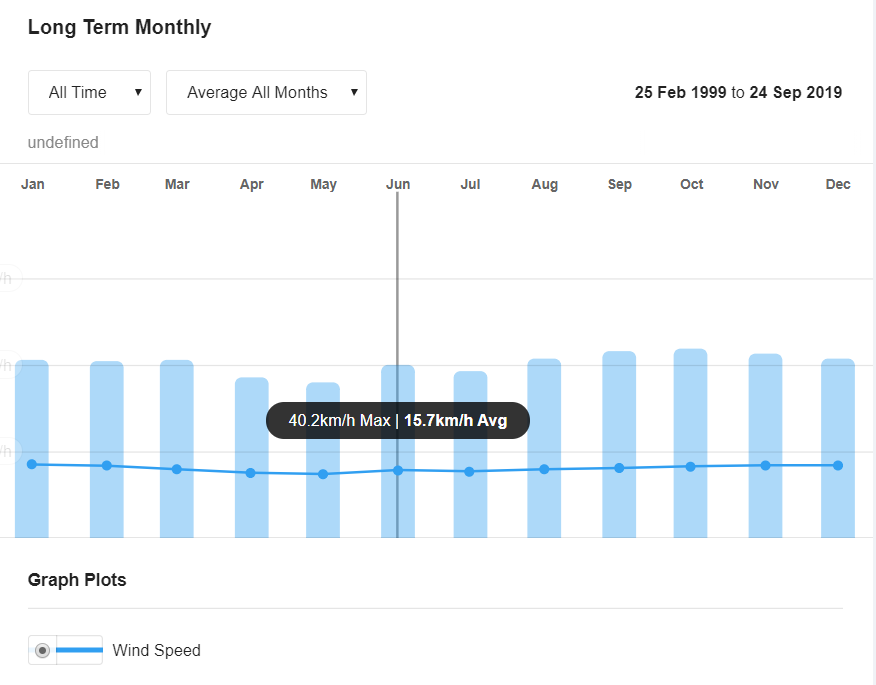 Long Term Monthly
All Time ▼ Average All Months ▼ 25 Feb 1999 to 24 Sep 2019
undefined
Jan Feb Mar Apr May Jun Jul Aug Sep Oct Nov Dec
/h
/h
40.2km/h Max | 15.7km/h Avg
/h
Graph Plots
Wind Speed